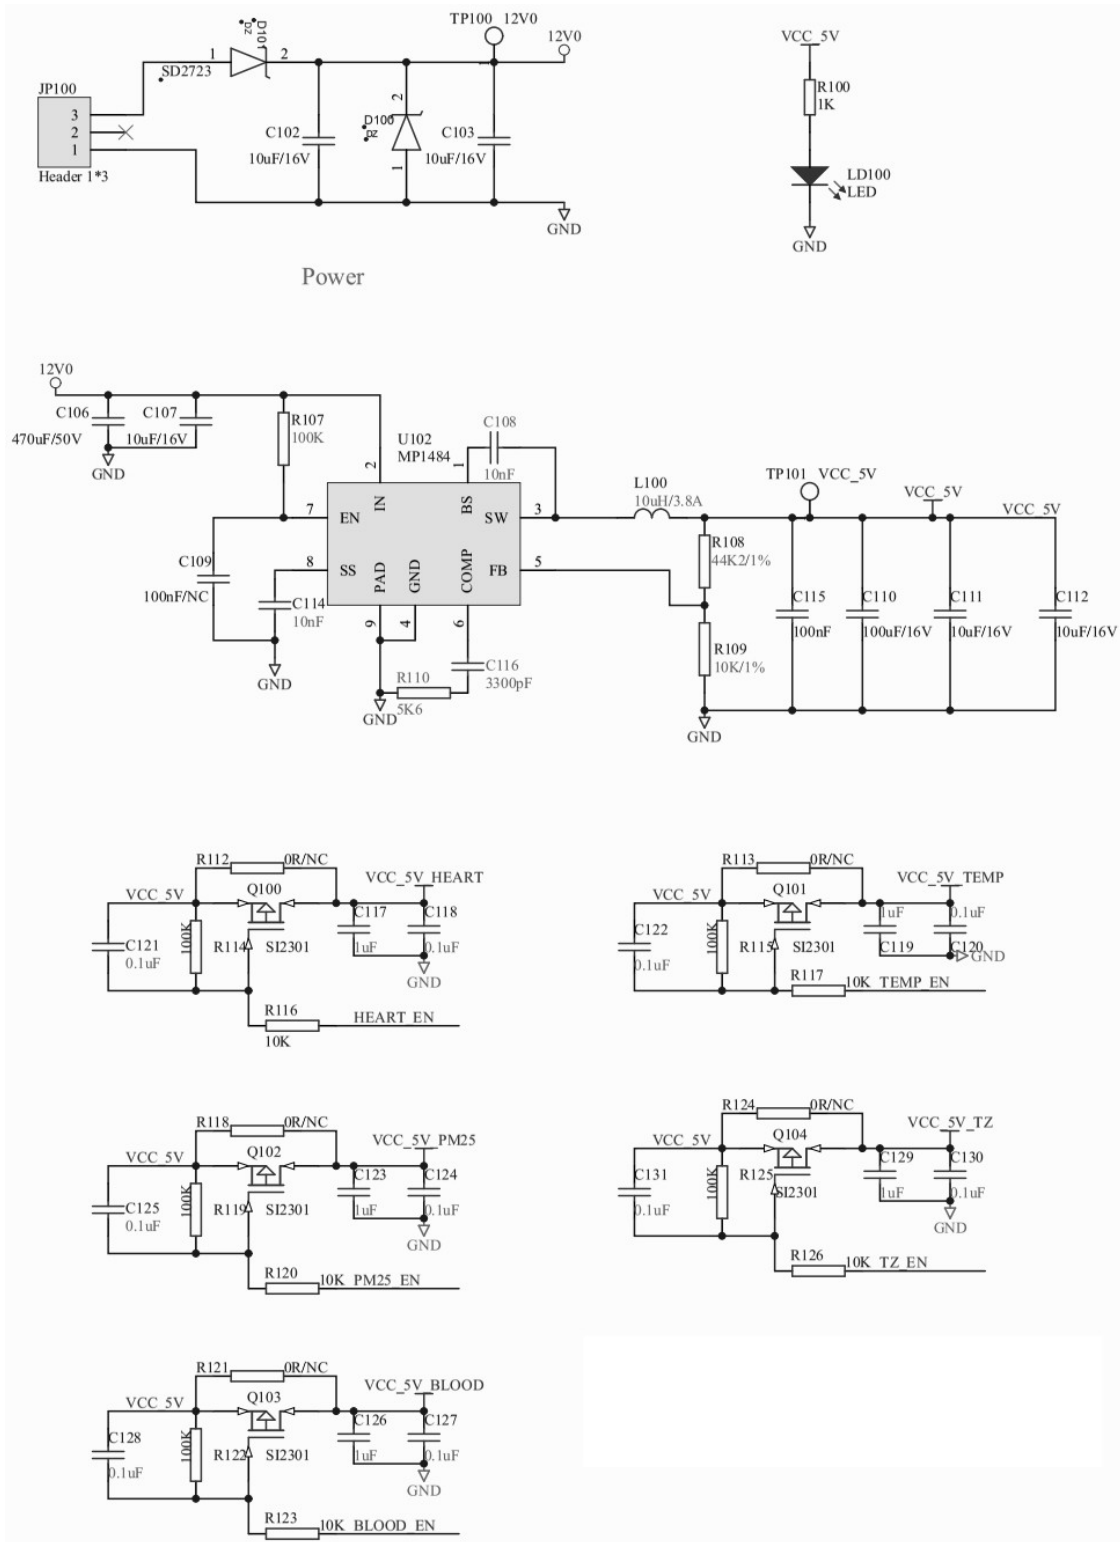 TP100 12V0
12V0
D101
pz
1
2
SD2723
1
JP100
3
2
1
Header 1*3
C102
10uF/16V
2
D100
pz
1
C103
10uF/16V
GND
VCC_5V
R100
1K
LD100
LED
GND
Power
12V0
C106
470uF/50V
C107
10uF/16V
GND
R107
100K
U102
MP1484
C108
10nF
2
1
IN
BS
7
EN
SW
3
8
SS
FB
5
PAD
GND
COMP
9
4
6
C109
100nF/NC
C114
10nF
GND
C116
3300pF
R110
5K6
GND
L100
10uH/3.8A
TP101 VCC_5V
VCC_5V
VCC_5V
R108
44K2/1%
R109
10K/1%
C115
100nF
C110
100uF/16V
C111
10uF/16V
C112
10uF/16V
GND
R112
0R/NC
VCC_5V
Q100
VCC_5V_HEART
C121
0.1uF
100K
R114
SI2301
C117
1uF
C118
0.1uF
GND
R116
10K
HEART_EN
R113
0R/NC
VCC_5V
Q101
VCC_5V_TEMP
C122
0.1uF
100K
R115
SI2301
1uF
C119
0.1uF
C120
GND
R117
10K TEMP_EN
R118
0R/NC
VCC_5V
Q102
VCC_5V_PM25
C125
0.1uF
100K
R119
SI2301
C123
1uF
C124
0.1uF
GND
R120
10K PM25_EN
R124
0R/NC
VCC_5V
Q104
VCC_5V_TZ
C131
0.1uF
100K
R125
SI2301
C129
1uF
C130
0.1uF
GND
R126
10K TZ_EN
R121
0R/NC
VCC_5V
Q103
VCC_5V_BLOOD
C128
0.1uF
100K
R122
SI2301
C126
1uF
C127
0.1uF
GND
R123
10K BLOOD_EN